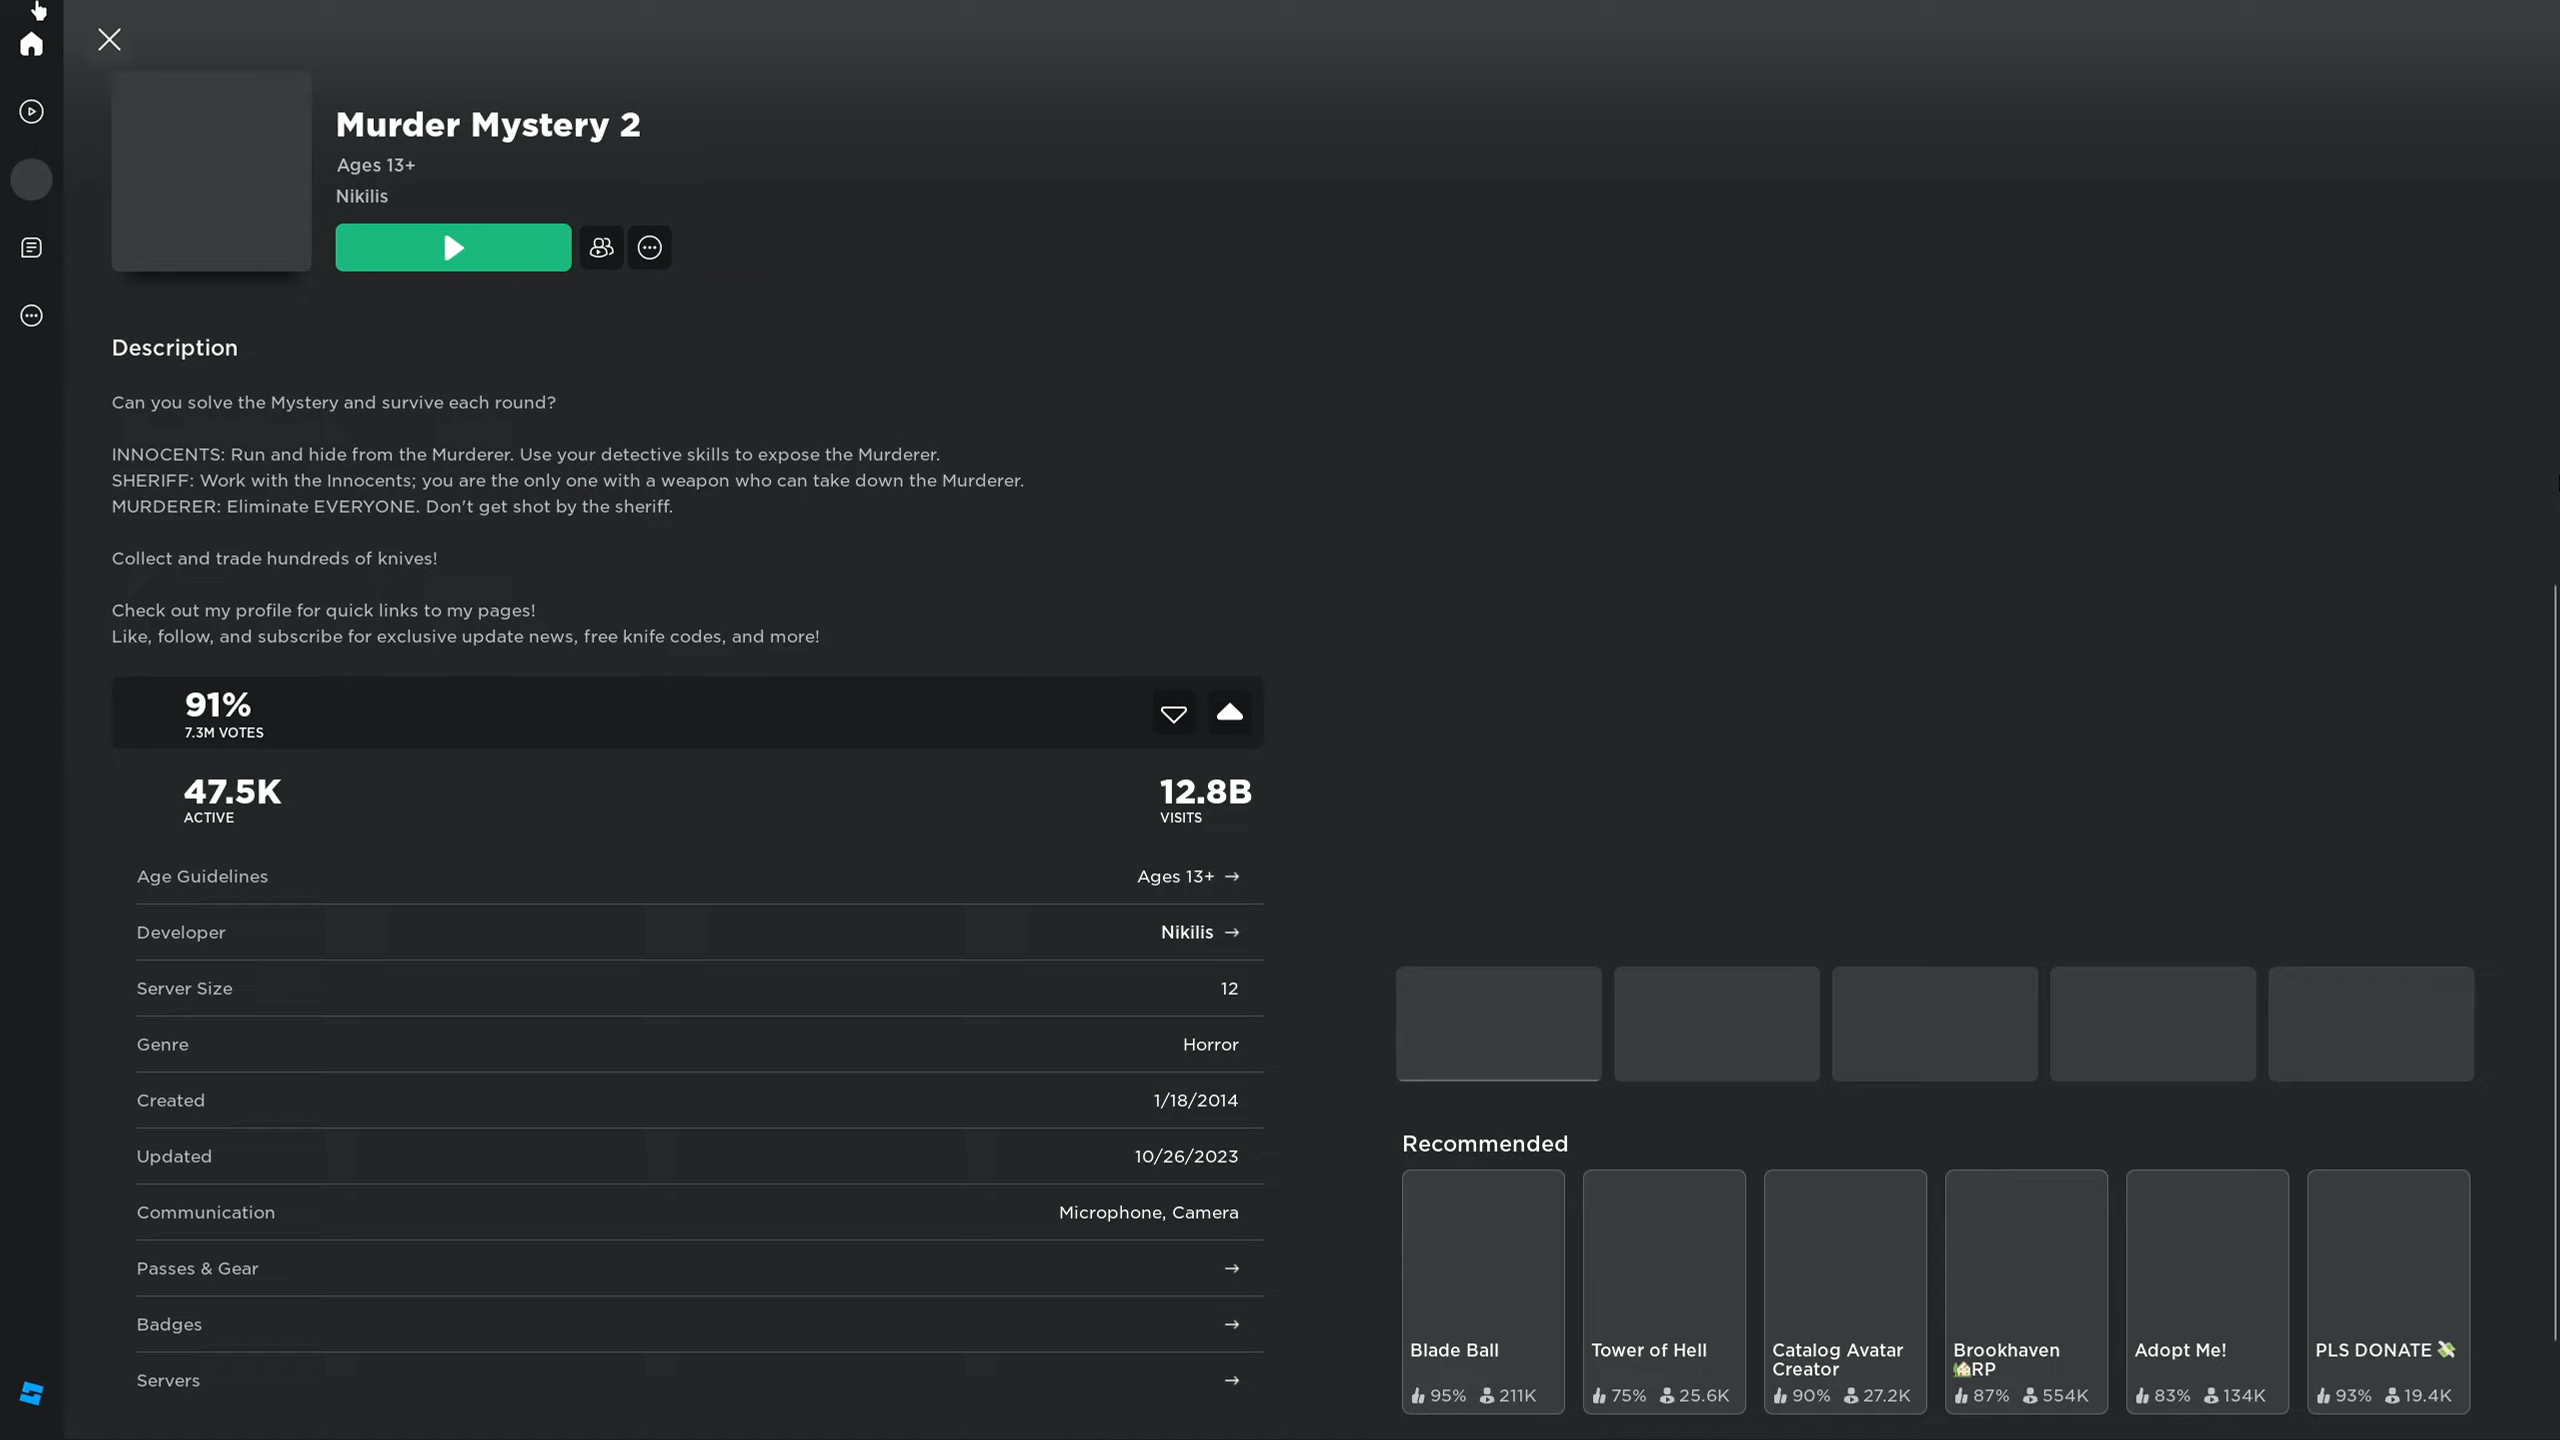 Murder Mystery 2
Ages 13+
Nikilis
Description
Can you solve the Mystery and survive each round?
INNOCENTS: Run and hide from the Murderer. Use your detective skills to expose the Murderer.
SHERIFF: Work with the Innocents; you are the only one with a weapon who can take down the Murderer.
MURDERER: Eliminate EVERYONE. Don't get shot by the sheriff.
Collect and trade hundreds of knives!
Check out my profile for quick links to my pages!
Like, follow, and subscribe for exclusive update news, free knife codes, and more!
91%
7.3M VOTES
47.5K
ACTIVE
12.8B
VISITS
Age Guidelines Ages 13+ →
Developer Nikilis →
Server Size 12
Genre Horror
Created 1/18/2014
Updated 10/26/2023
Communication Microphone, Camera
Passes & Gear →
Badges →
Servers →
Recommended
Blade Ball
95% 211K
Tower of Hell
75% 25.6K
Catalog Avatar
Creator
90% 27.2K
Brookhaven
🏡RP
87% 554K
Adopt Me!
83% 134K
PLS DONATE 💸
93% 19.4K